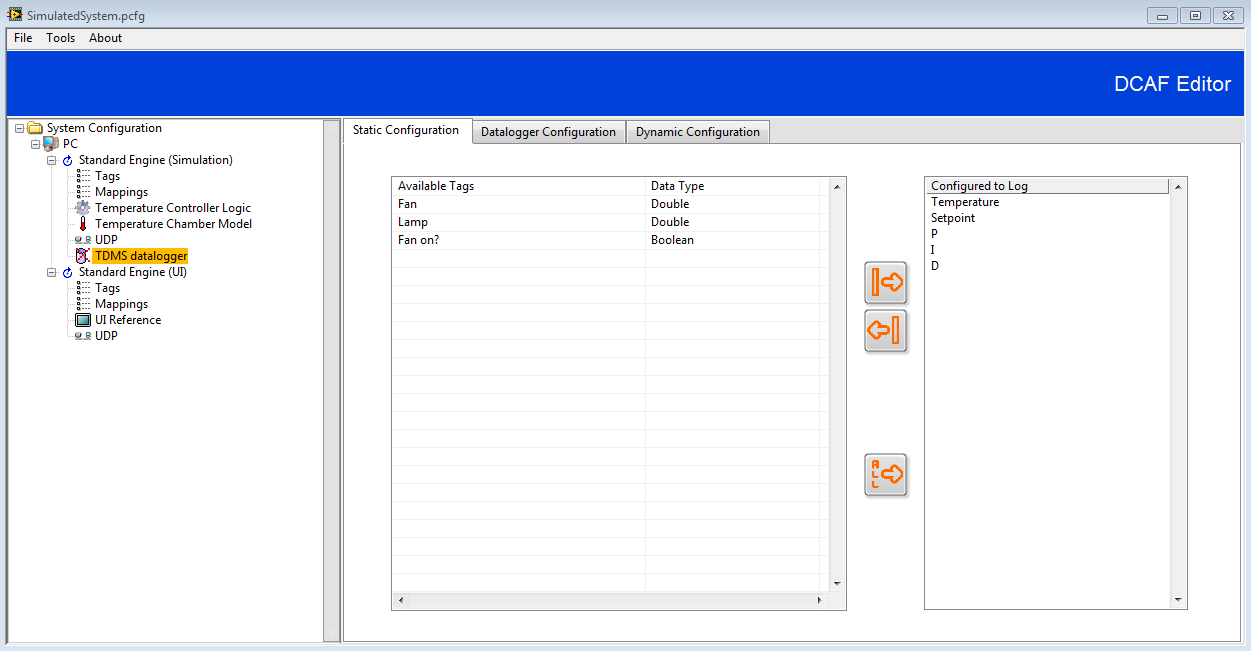 SimulatedSystem.pcfg
File Tools About
DCAF Editor
System Configuration
PC
Standard Engine (Simulation)
Tags
Mappings
Temperature Controller Logic
Temperature Chamber Model
UDP
TDMS datalogger
Standard Engine (UI)
Tags
Mappings
UI Reference
UDP
Static Configuration Datalogger Configuration Dynamic Configuration
Available Tags Data Type
Fan Double
Lamp Double
Fan on? Boolean
ALL
Configured to Log
Temperature
Setpoint
P
I
D